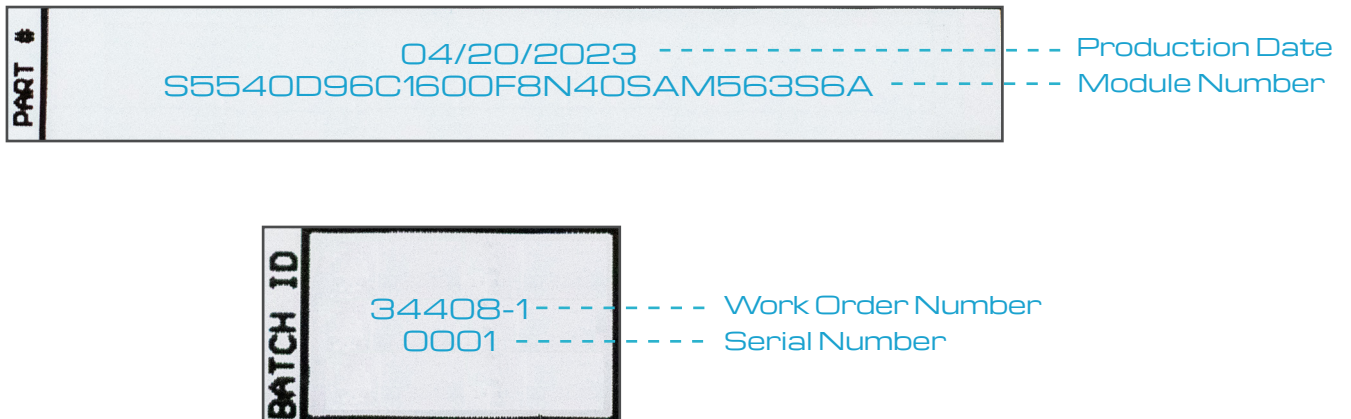 PART #
04/20/2023
Production Date
S5540D96C1600F8N40SAM563S6A
Module Number
BATCH ID
34408-1
Work Order Number
0001
Serial Number